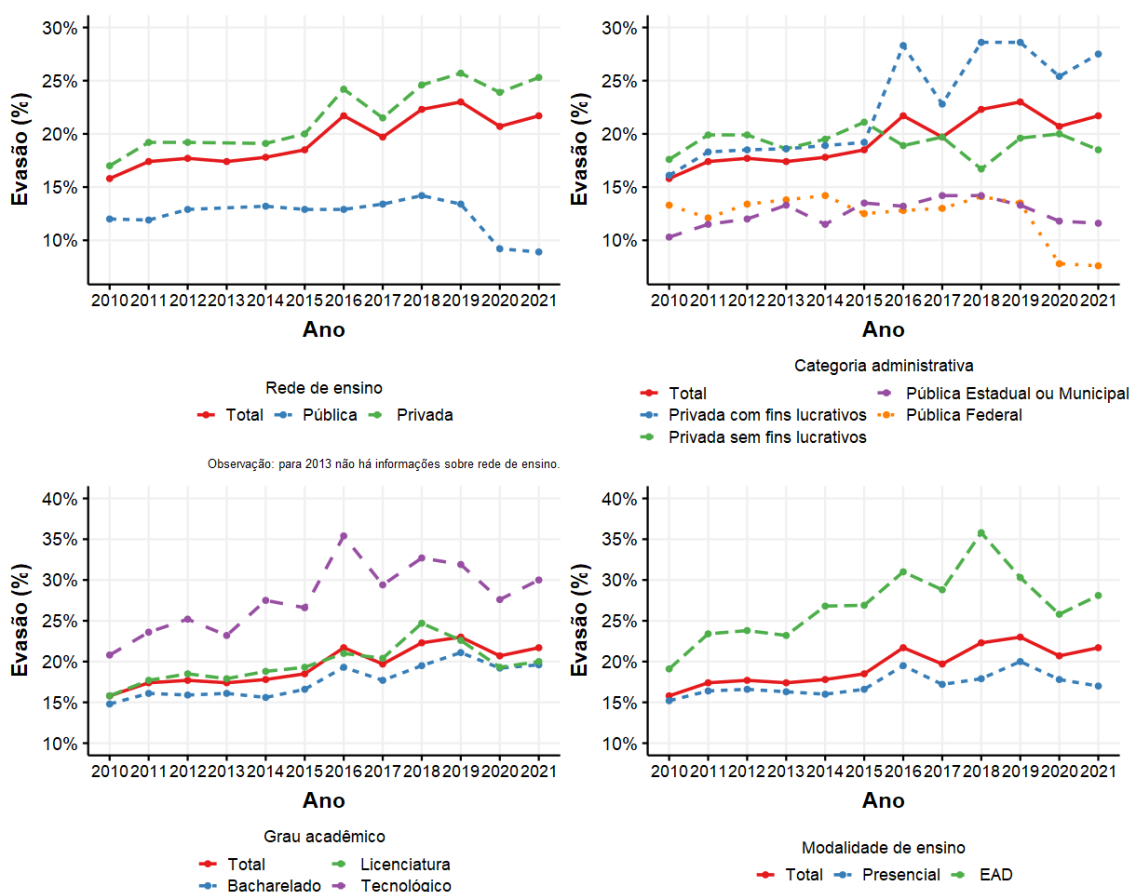 30%
25%
20%
15%
10%
Evasão (%)
2010 2011 2012 2013 2014 2015 2016 2017 2018 2019 2020 2021
Ano
Rede de ensino
Total Pública Privada
Observação: para 2013 não há informações sobre rede de ensino.
30%
25%
20%
15%
10%
Evasão (%)
2010 2011 2012 2013 2014 2015 2016 2017 2018 2019 2020 2021
Ano
Categoria administrativa
Total Pública Estadual ou Municipal
Privada com fins lucrativos Pública Federal
Privada sem fins lucrativos
40%
35%
30%
25%
20%
15%
10%
Evasão (%)
2010 2011 2012 2013 2014 2015 2016 2017 2018 2019 2020 2021
Ano
Grau acadêmico
Total Licenciatura
Bacharelado Tecnológico
40%
35%
30%
25%
20%
15%
10%
Evasão (%)
2010 2011 2012 2013 2014 2015 2016 2017 2018 2019 2020 2021
Ano
Modalidade de ensino
Total Presencial EAD